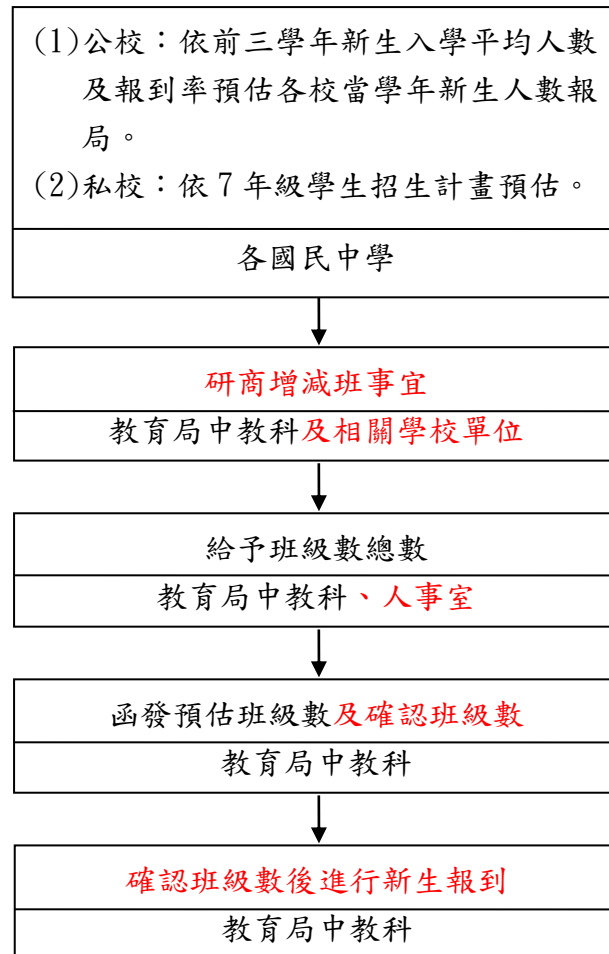 (1)公校：依前三學年新生入學平均人數
及報到率預估各校當學年新生人數報
局。
(2)私校：依7年級學生招生計畫預估。
各國民中學
研商增減班事宜
教育局中教科及相關學校單位
給予班級數總數
教育局中教科、人事室
函發預估班級數及確認班級數
教育局中教科
確認班級數後進行新生報到
教育局中教科